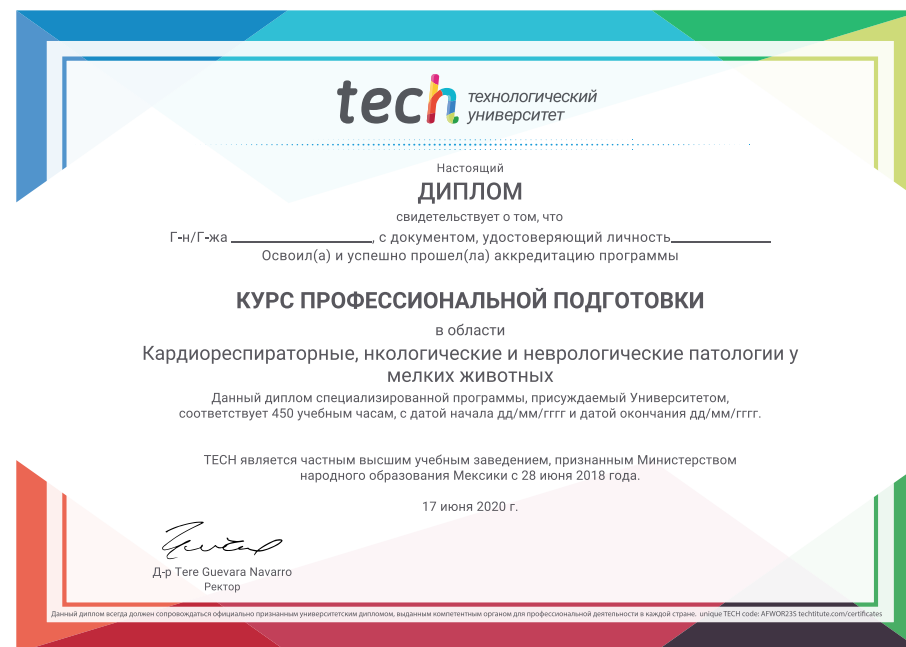 tech технологический
университет
Настоящий
ДИПЛОМ
свидетельствует о том, что
Г-н/Г-жа ____________________, с документом, удостоверяющий личность______________
Освоил(а) и успешно прошел(ла) аккредитацию программы
КУРС ПРОФЕССИОНАЛЬНОЙ ПОДГОТОВКИ
в области
Кардиореспираторные, нкологические и неврологические патологии у
мелких животных
Данный диплом специализированной программы, присуждаемый Университетом,
соответствует 450 учебным часам, с датой начала дд/мм/гггг и датой окончания дд/мм/гггг.
TECH является частным высшим учебным заведением, признанным Министерством
народного образования Мексики с 28 июня 2018 года.
17 июня 2020 г.
Д-р Tere Guevara Navarro
Ректор
Данный диплом всегда должен сопровождаться официально признанным университетским дипломом, выданным компетентным органом для профессиональной деятельности в каждой стране. unique TECH code: AFWOR23S techtitute.com/certificates